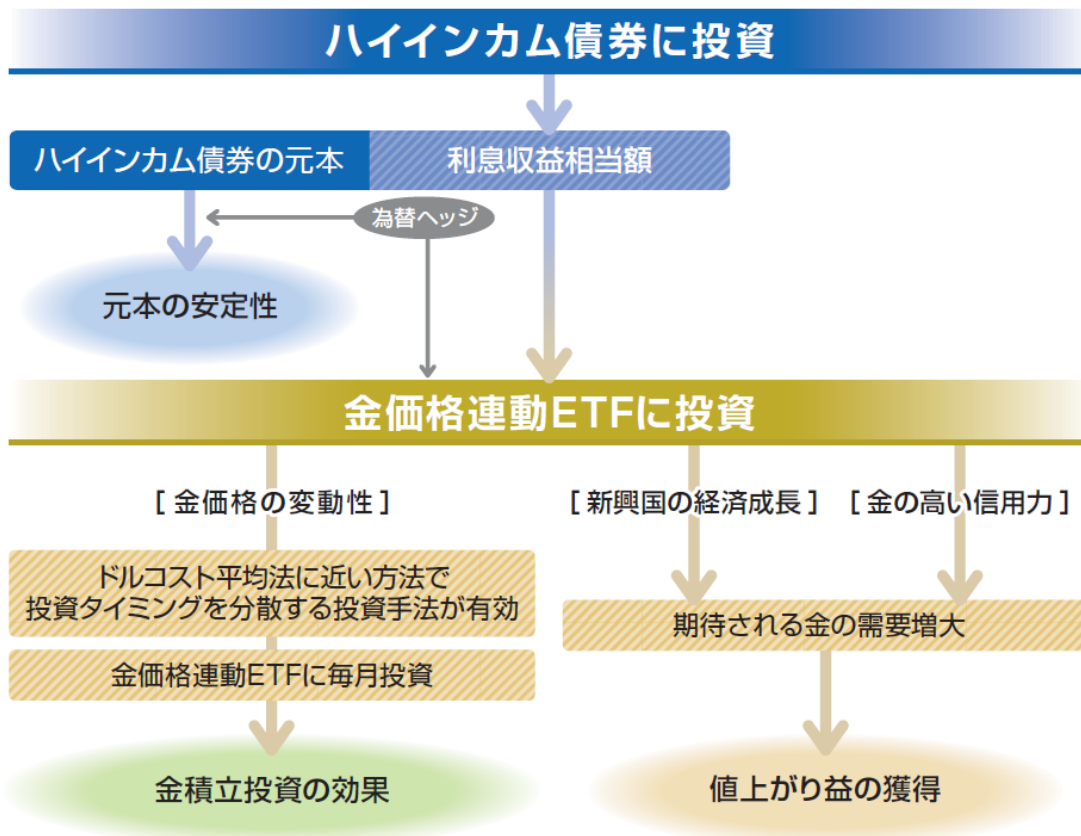 ハイインカム債券に投資
ハイインカム債券の元本
利息収益相当額
為替ヘッジ
元本の安定性
金価格連動ETFに投資
[ 金価格の変動性 ]
[ 新興国の経済成長 ]
[ 金の高い信用力 ]
ドルコスト平均法に近い方法で
投資タイミングを分散する投資手法が有効
期待される金の需要増大
金価格連動ETFに毎月投資
金積立投資の効果
値上がり益の獲得